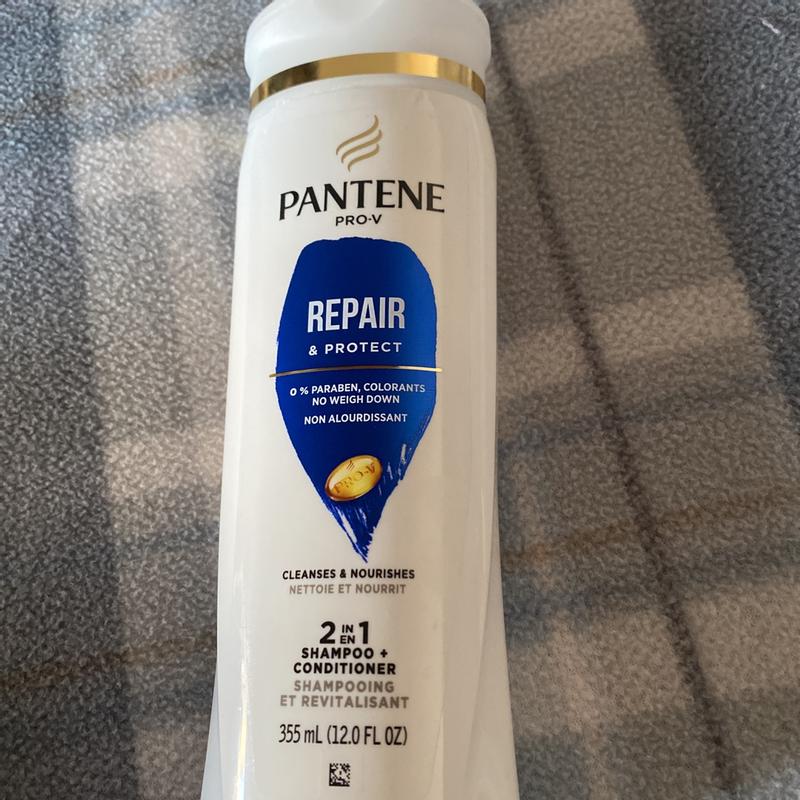 PANTENE
PRO-V
REPAIR
& PROTECT
0 % PARABEN, COLORANTS
NO WEIGH DOWN
NON ALOURDISSANT
PRO-V
CLEANSES & NOURISHES
NETTOIE ET NOURRIT
2 IN EN 1
SHAMPOO +
CONDITIONER
SHAMPOOING
ET REVITALISANT
355 mL (12.0 FL OZ)